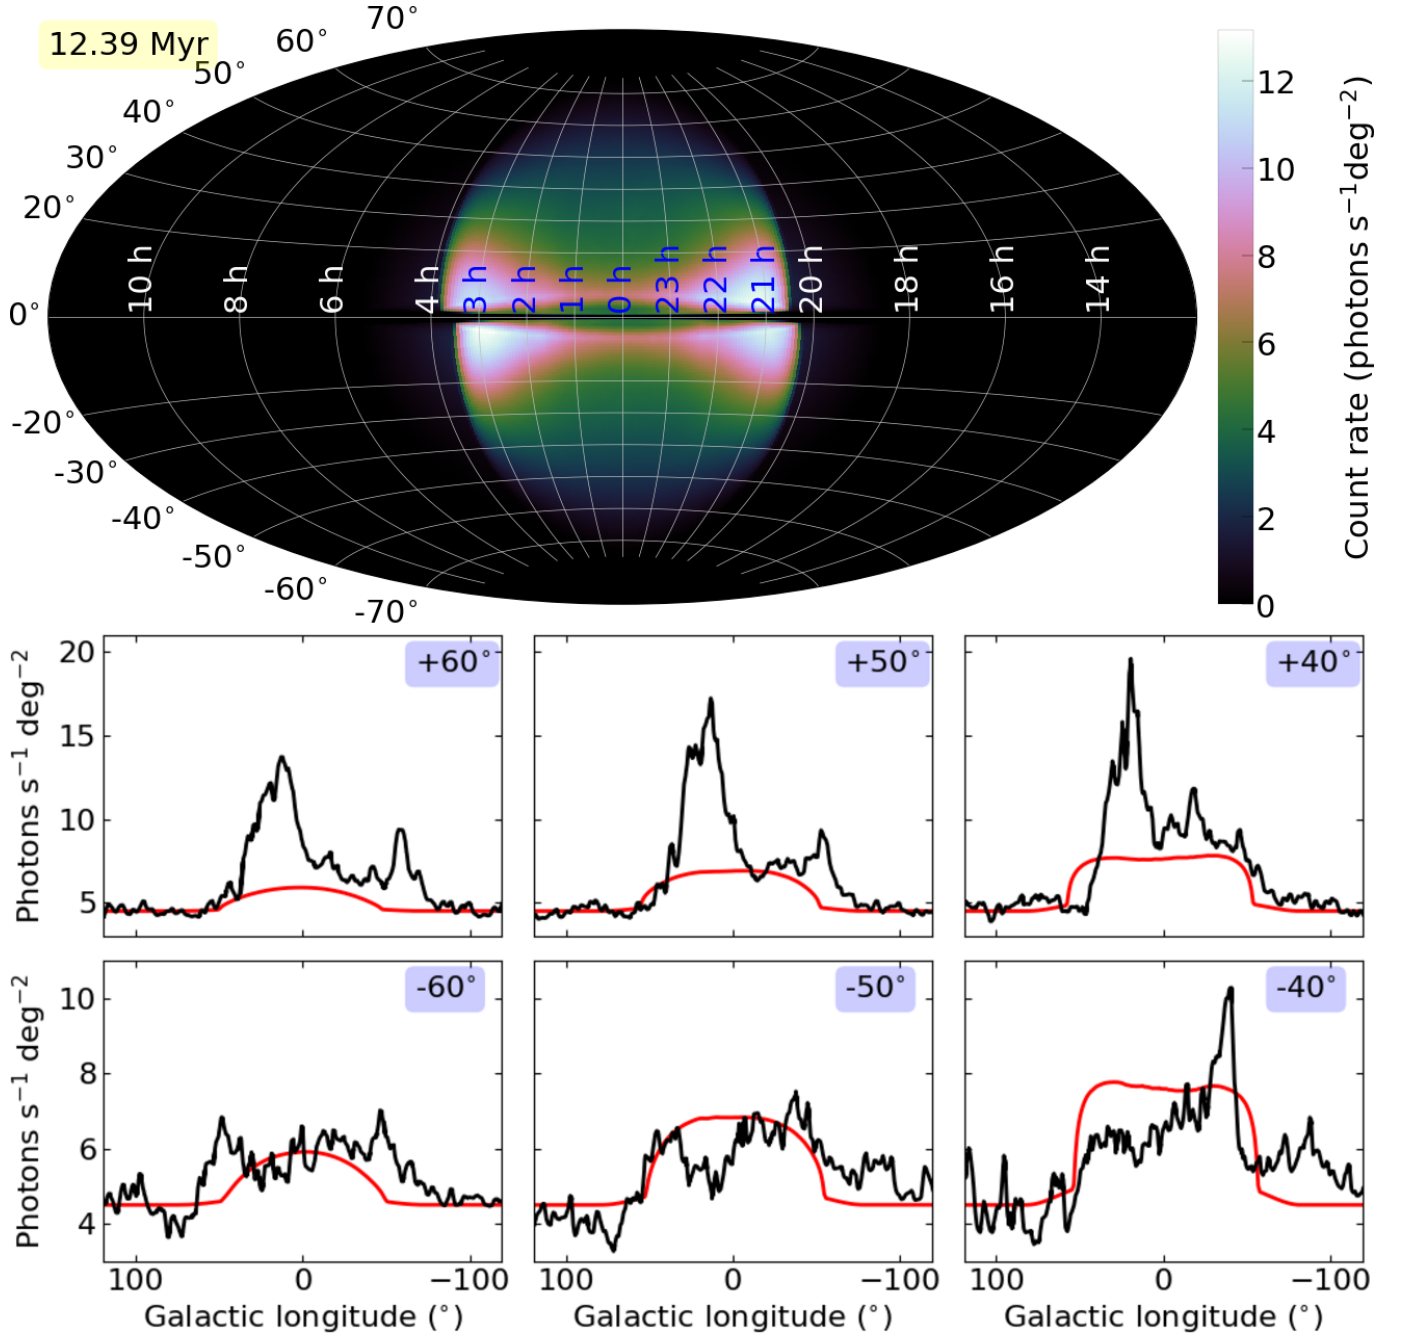 12.39 Myr
70°
60°
50°
40°
30°
20°
0°
-20°
-30°
-40°
-50°
-60°
-70°
10 h
8 h
6 h
4 h
3 h
2 h
1 h
0 h
23 h
22 h
21 h
20 h
18 h
16 h
14 h
12
10
8
6
4
2
0
Count rate (photons s⁻¹deg⁻²)
+60°
+50°
+40°
20
15
10
5
Photons s⁻¹ deg⁻²
-60°
-50°
-40°
10
8
6
4
Photons s⁻¹ deg⁻²
100 0 −100
100 0 −100
100 0 −100
Galactic longitude (°)
Galactic longitude (°)
Galactic longitude (°)